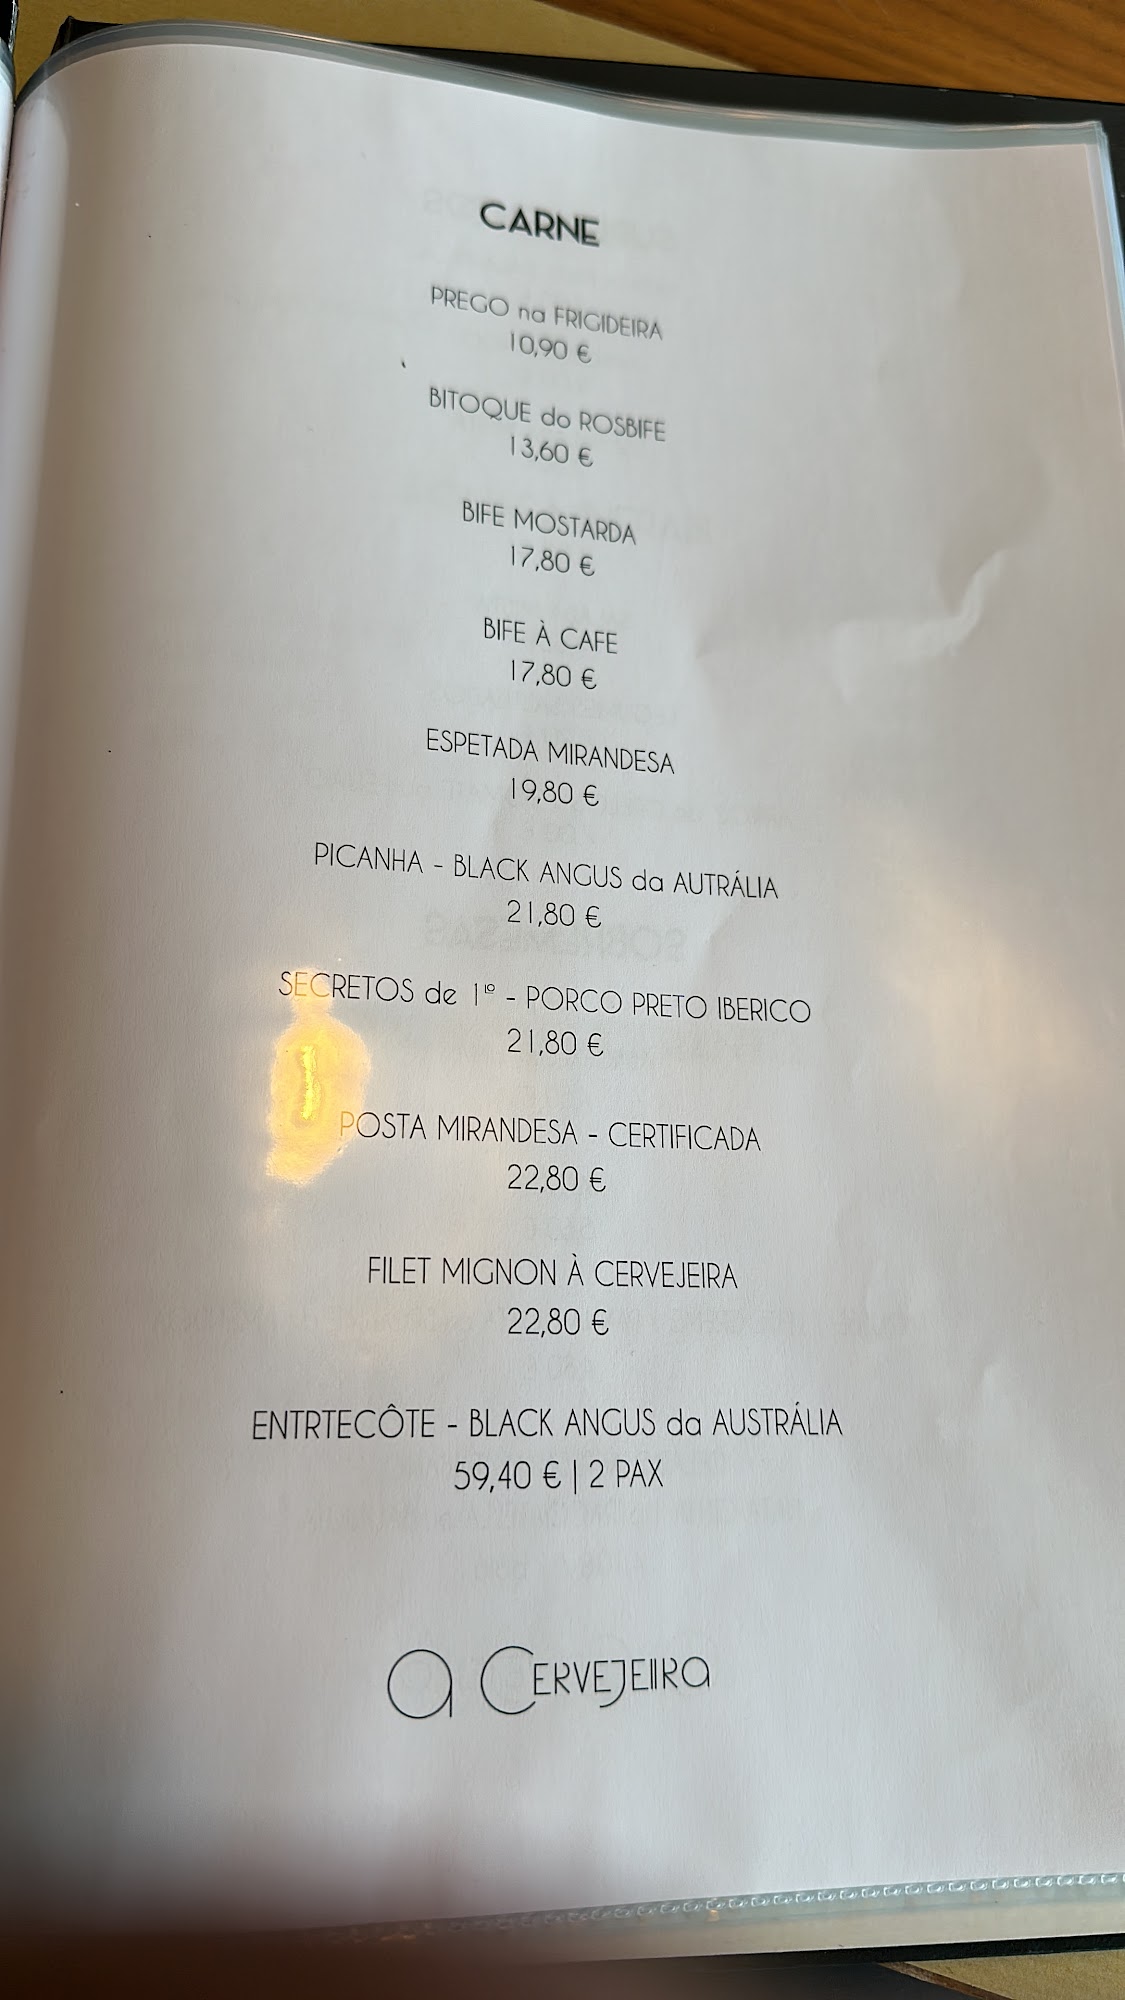 CARNE
PREGO na FRIGIDEIRA
10,90 €
BITOQUE do ROSBIFE
13,60 €
BIFE MOSTARDA
17,80 €
BIFE À CAFE
17,80 €
ESPETADA MIRANDESA
19,80 €
PICANHA - BLACK ANGUS da AUTRÁLIA
21,80 €
SECRETOS de 1º - PORCO PRETO IBERICO
21,80 €
POSTA MIRANDESA - CERTIFICADA
22,80 €
FILET MIGNON À CERVEJEIRA
22,80 €
ENTRTECÔTE - BLACK ANGUS da AUSTRÁLIA
59,40 € | 2 PAX
a CERVEJEIRa